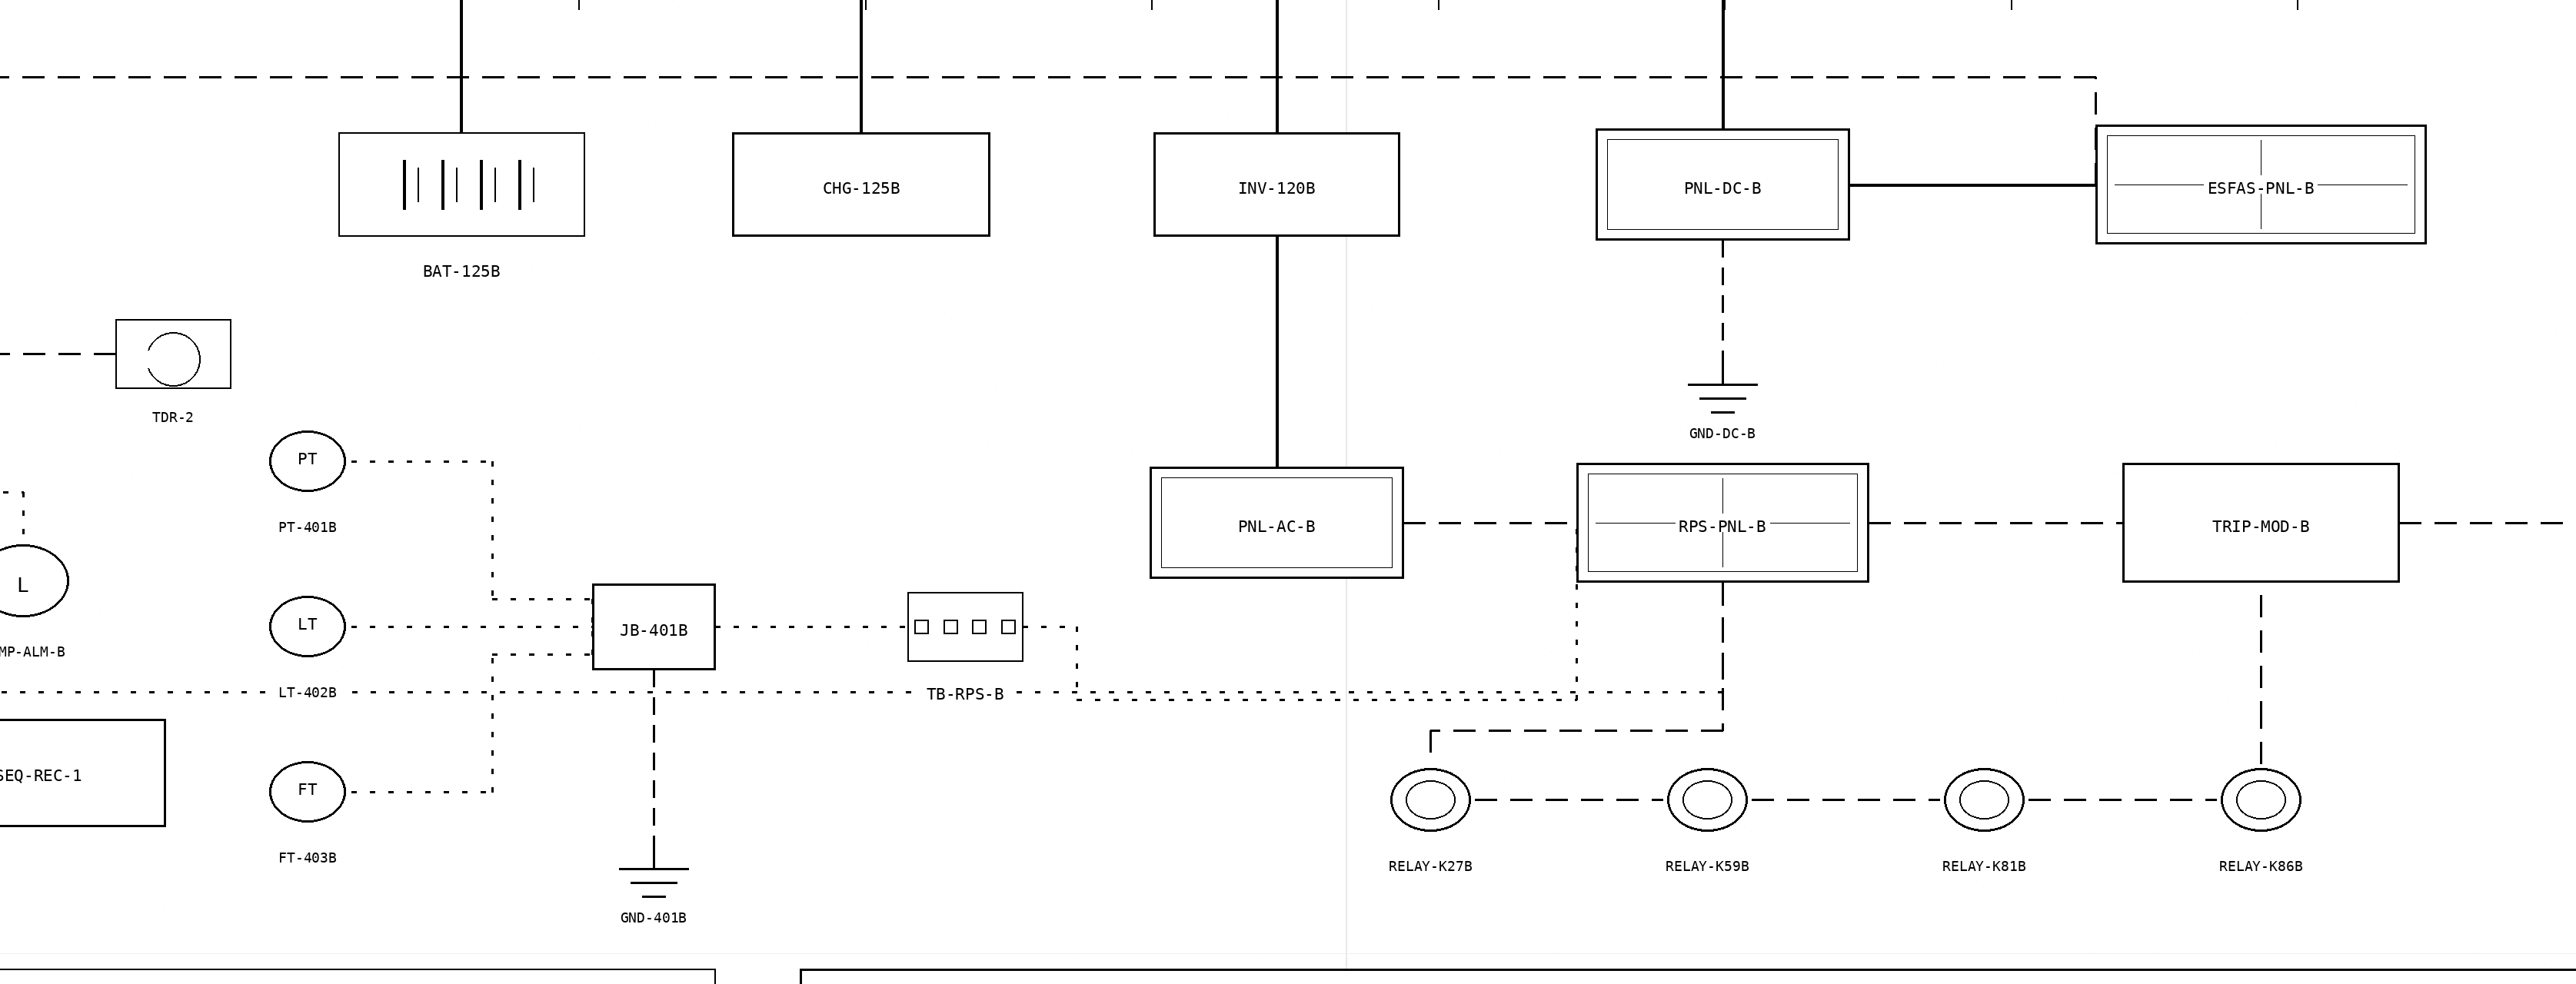 CHG-125B
INV-120B
PNL-DC-B
ESFAS-PNL-B
BAT-125B
TDR-2
GND-DC-B
PT
PT-401B
PNL-AC-B
RPS-PNL-B
TRIP-MOD-B
L
MP-ALM-B
LT
JB-401B
LT-402B
TB-RPS-B
SEQ-REC-1
FT
FT-403B
RELAY-K27B
RELAY-K59B
RELAY-K81B
RELAY-K86B
GND-401B